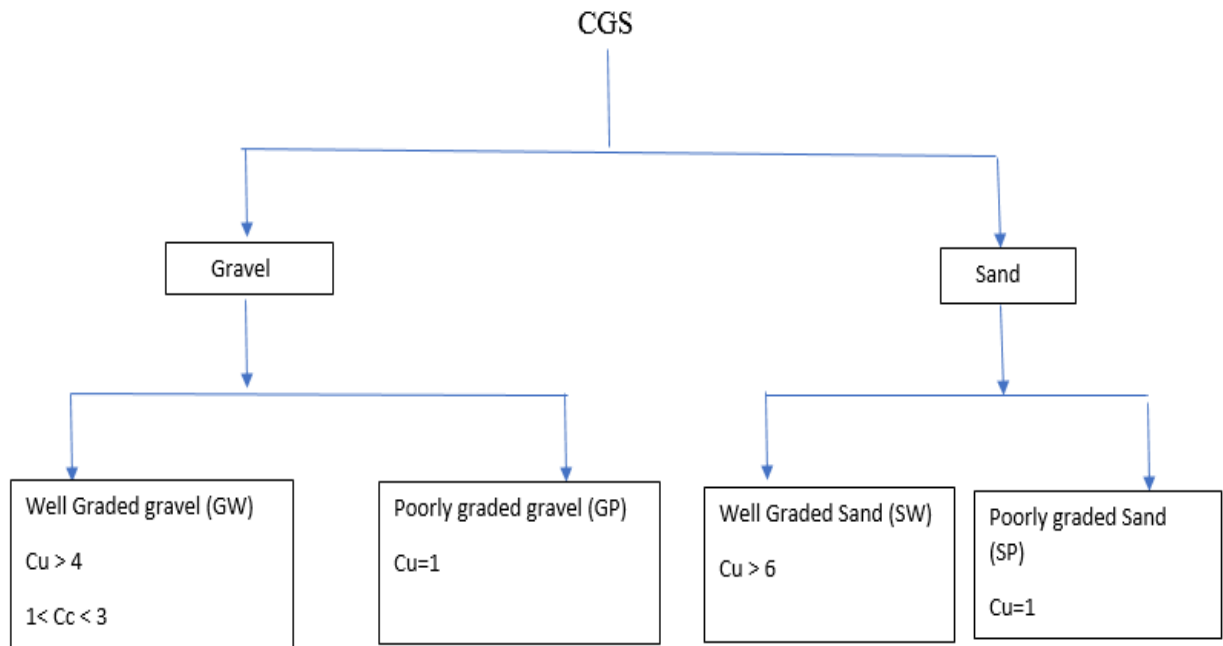 CGS
Gravel
Sand
Well Graded gravel (GW)
Cu > 4
1< Cc < 3
Poorly graded gravel (GP)
Cu=1
Well Graded Sand (SW)
Cu > 6
Poorly graded Sand
(SP)
Cu=1